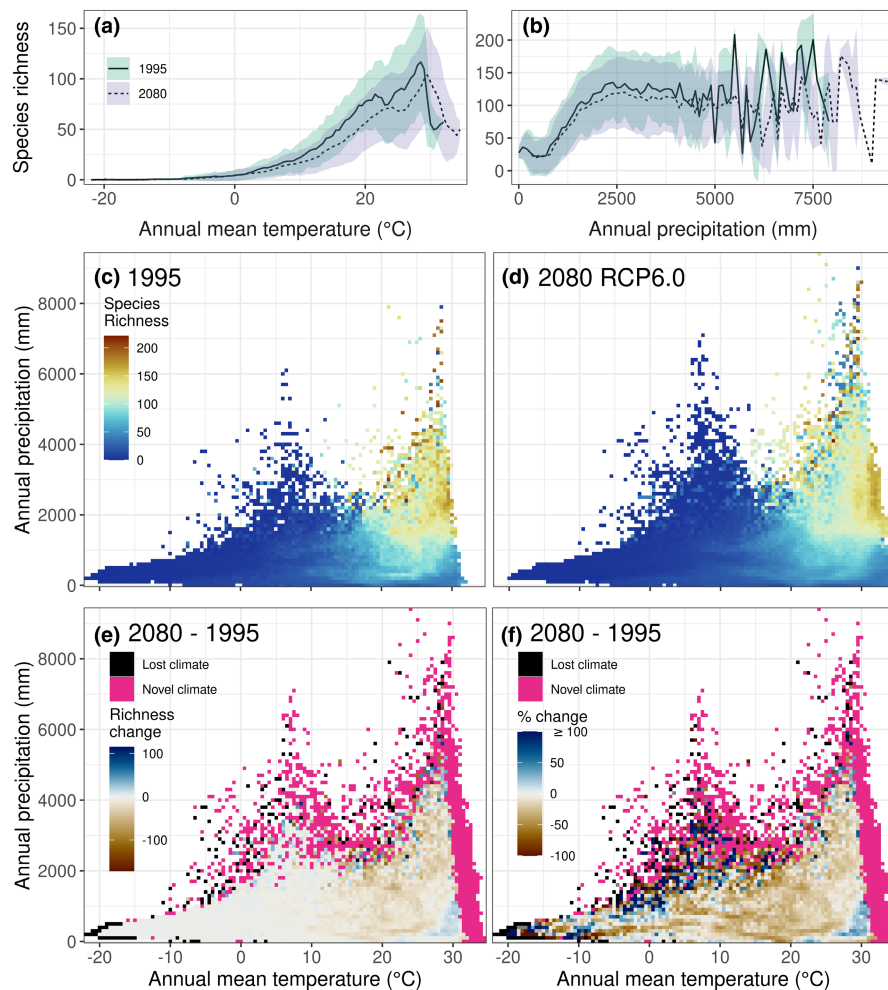 (a)
1995
2080
Species richness
150
100
50
0
-20
0
20
Annual mean temperature (°C)
(b)
200
150
100
50
0
0
2500
5000
7500
Annual precipitation (mm)
(c) 1995
Species
Richness
200
150
100
50
0
Annual precipitation (mm)
8000
6000
4000
2000
0
(d) 2080 RCP6.0
(e) 2080 - 1995
Lost climate
Novel climate
Richness
change
100
0
-100
Annual precipitation (mm)
8000
6000
4000
2000
0
-20
-10
0
10
20
30
Annual mean temperature (°C)
(f) 2080 - 1995
Lost climate
Novel climate
% change
≥ 100
50
0
-50
-100
-20
-10
0
10
20
30
Annual mean temperature (°C)